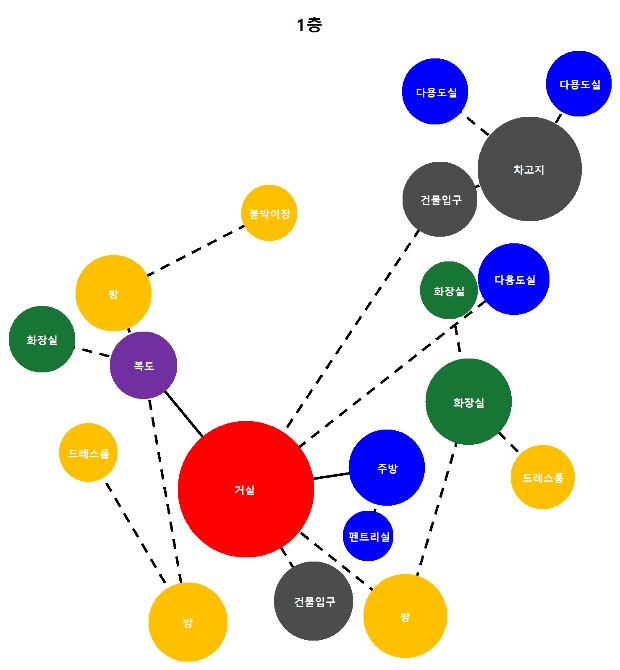 1층
다용도실
다용도실
차고지
건물입구
붙박이장
다용도실
화장실
방
화장실
복도
화장실
드레스룸
주방
드레스룸
거실
펜트리실
건물입구
방
방